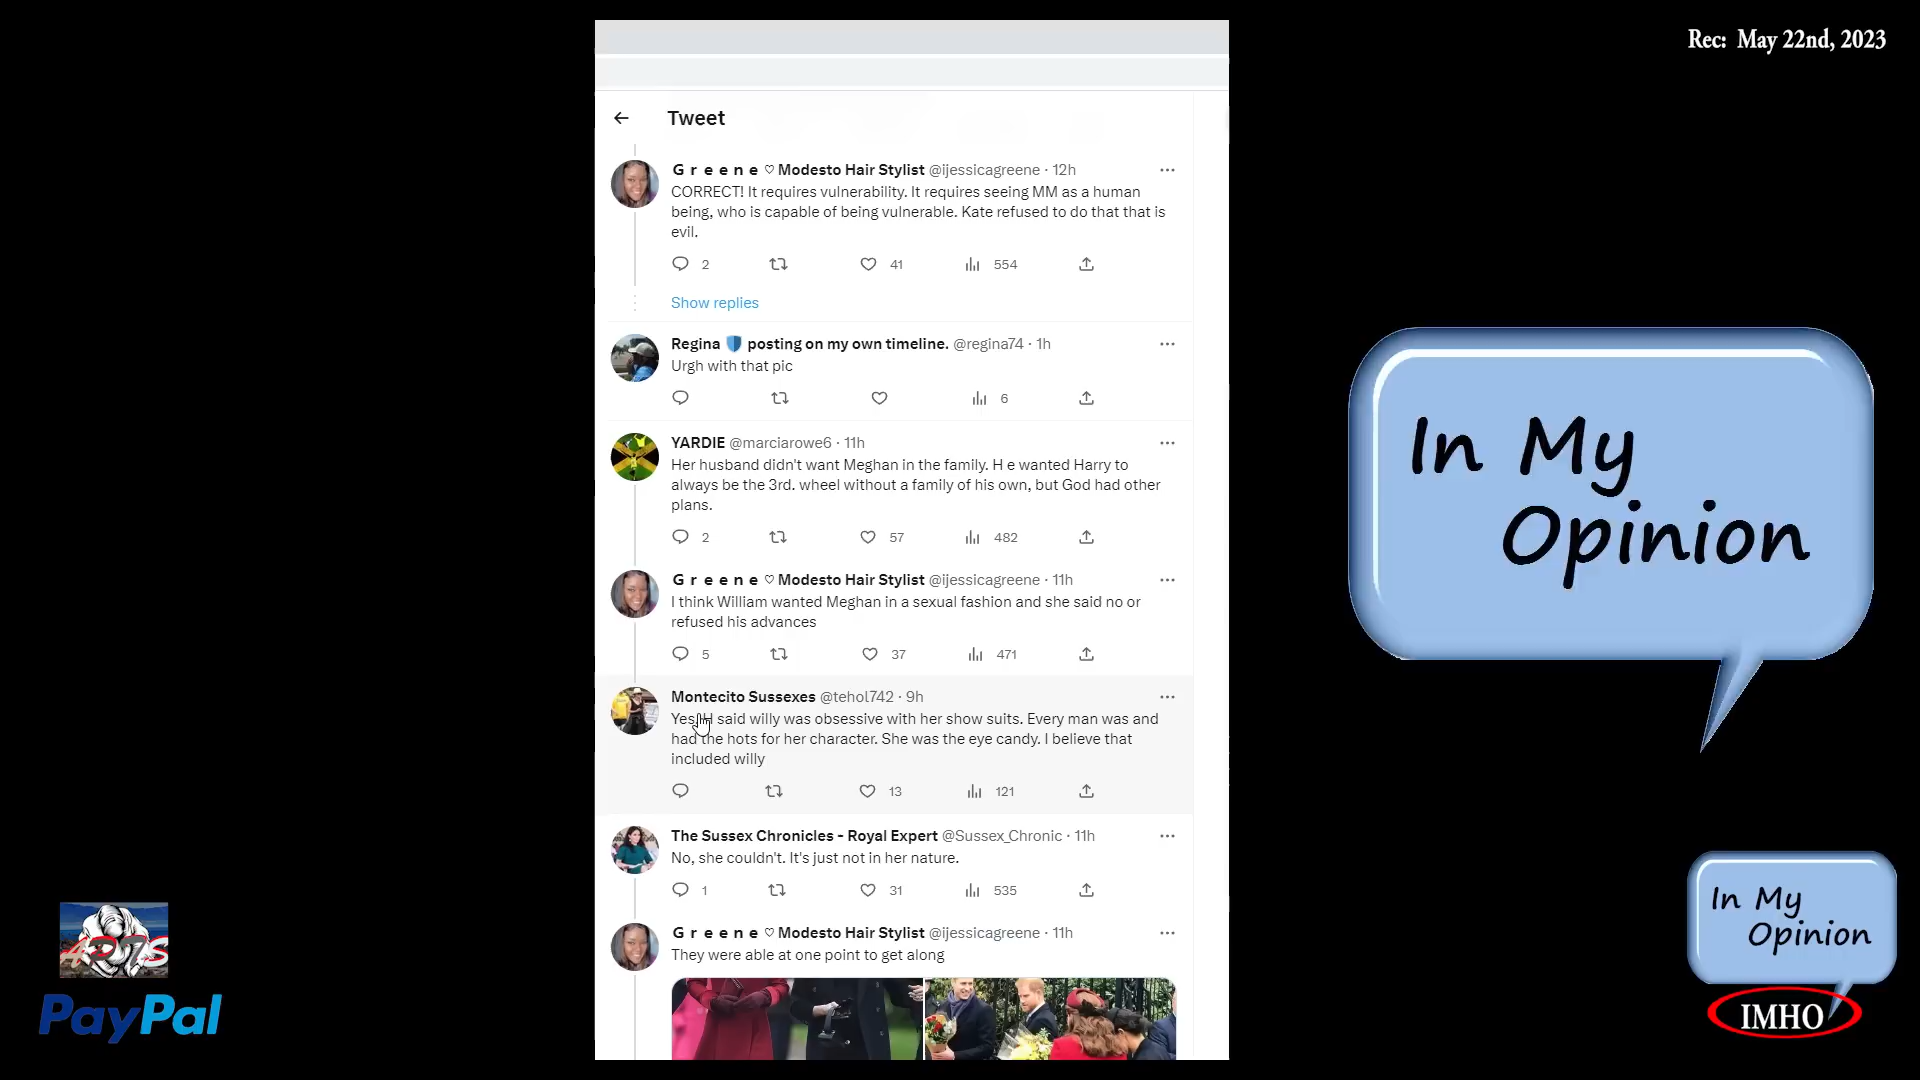 Rec: May 22nd, 2023
Tweet
G r e e n e ♡ Modesto Hair Stylist @ijessicagreene · 12h
CORRECT! It requires vulnerability. It requires seeing MM as a human
being, who is capable of being vulnerable. Kate refused to do that that is
evil.
2 41 554
Show replies
Regina 🛡 posting on my own timeline. @regina74 · 1h
Urgh with that pic
6
YARDIE @marciarowe6 · 11h
Her husband didn't want Meghan in the family. H e wanted Harry to
always be the 3rd. wheel without a family of his own, but God had other
plans.
2 57 482
G r e e n e ♡ Modesto Hair Stylist @ijessicagreene · 11h
I think William wanted Meghan in a sexual fashion and she said no or
refused his advances
5 37 471
Montecito Sussexes @tehol742 · 9h
Yes H said willy was obsessive with her show suits. Every man was and
had the hots for her character. She was the eye candy. I believe that
included willy
13 121
The Sussex Chronicles - Royal Expert @Sussex_Chronic · 11h
No, she couldn't. It's just not in her nature.
1 31 535
G r e e n e ♡ Modesto Hair Stylist @ijessicagreene · 11h
They were able at one point to get along
In My
Opinion
In My
Opinion
IMHO
PayPal